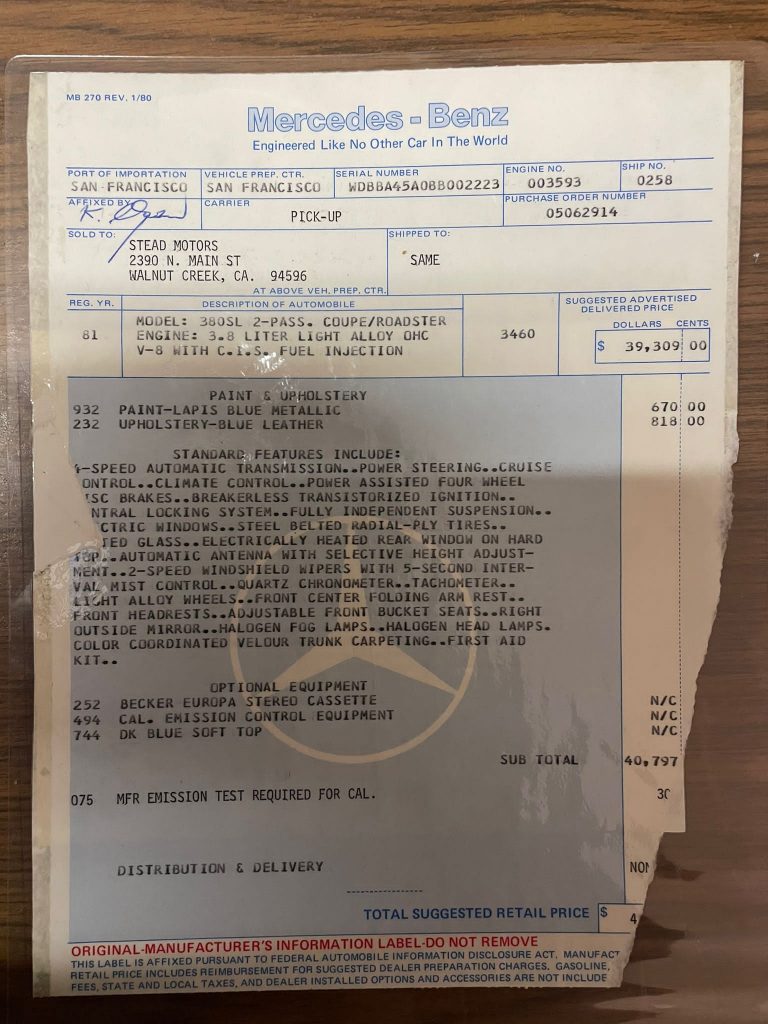 MB 270 REV. 1/80
Mercedes-Benz
Engineered Like No Other Car In The World
PORT OF IMPORTATION VEHICLE PREP. CTR. SERIAL NUMBER ENGINE NO. SHIP NO.
SAN FRANCISCO SAN FRANCISCO WDBBA45A0BB002223 003593 0258
AFFIXED BY CARRIER PURCHASE ORDER NUMBER
K. PICK-UP 05062914
SOLD TO: SHIPPED TO:
STEAD MOTORS
2390 N. MAIN ST SAME
WALNUT CREEK, CA. 94596
AT ABOVE VEH. PREP. CTR.
REG. YR. DESCRIPTION OF AUTOMOBILE SUGGESTED ADVERTISED
DELIVERED PRICE
MODEL: 380SL 2-PASS. COUPE/ROADSTER DOLLARS CENTS
81 ENGINE: 3.8 LITER LIGHT ALLOY OHC 3460 $ 39,309 00
V-8 WITH C.I.S. FUEL INJECTION
PAINT & UPHOLSTERY
932 PAINT-LAPIS BLUE METALLIC 670 00
232 UPHOLSTERY-BLUE LEATHER 818 00
STANDARD FEATURES INCLUDE:
4-SPEED AUTOMATIC TRANSMISSION..POWER STEERING..CRUISE
ONTROL..CLIMATE CONTROL..POWER ASSISTED FOUR WHEEL
ISC BRAKES..BREAKERLESS TRANSISTORIZED IGNITION..
NTRAL LOCKING SYSTEM..FULLY INDEPENDENT SUSPENSION..
CTRIC WINDOWS..STEEL BELTED RADIAL-PLY TIRES..
TED GLASS..ELECTRICALLY HEATED REAR WINDOW ON HARD
TOP..AUTOMATIC ANTENNA WITH SELECTIVE HEIGHT ADJUST-
MENT..2-SPEED WINDSHIELD WIPERS WITH 5-SECOND INTER-
VAL MIST CONTROL..QUARTZ CHRONOMETER..TACHOMETER..
LIGHT ALLOY WHEELS..FRONT CENTER FOLDING ARM REST..
FRONT HEADRESTS..ADJUSTABLE FRONT BUCKET SEATS..RIGHT
OUTSIDE MIRROR..HALOGEN FOG LAMPS..HALOGEN HEAD LAMPS.
COLOR COORDINATED VELOUR TRUNK CARPETING..FIRST AID
KIT..
OPTIONAL EQUIPMENT
252 BECKER EUROPA STEREO CASSETTE N/C
494 CAL. EMISSION CONTROL EQUIPMENT N/C
744 DK BLUE SOFT TOP N/C
SUB TOTAL 40,797
075 MFR EMISSION TEST REQUIRED FOR CAL. 30
DISTRIBUTION & DELIVERY NON
TOTAL SUGGESTED RETAIL PRICE $ 4
ORIGINAL-MANUFACTURER'S INFORMATION LABEL-DO NOT REMOVE
THIS LABEL IS AFFIXED PURSUANT TO FEDERAL AUTOMOBILE INFORMATION DISCLOSURE ACT. MANUFACT
RETAIL PRICE INCLUDES REIMBURSEMENT FOR SUGGESTED DEALER PREPARATION CHARGES. GASOLINE,
FEES, STATE AND LOCAL TAXES, AND DEALER INSTALLED OPTIONS AND ACCESSORIES ARE NOT INCLUDE